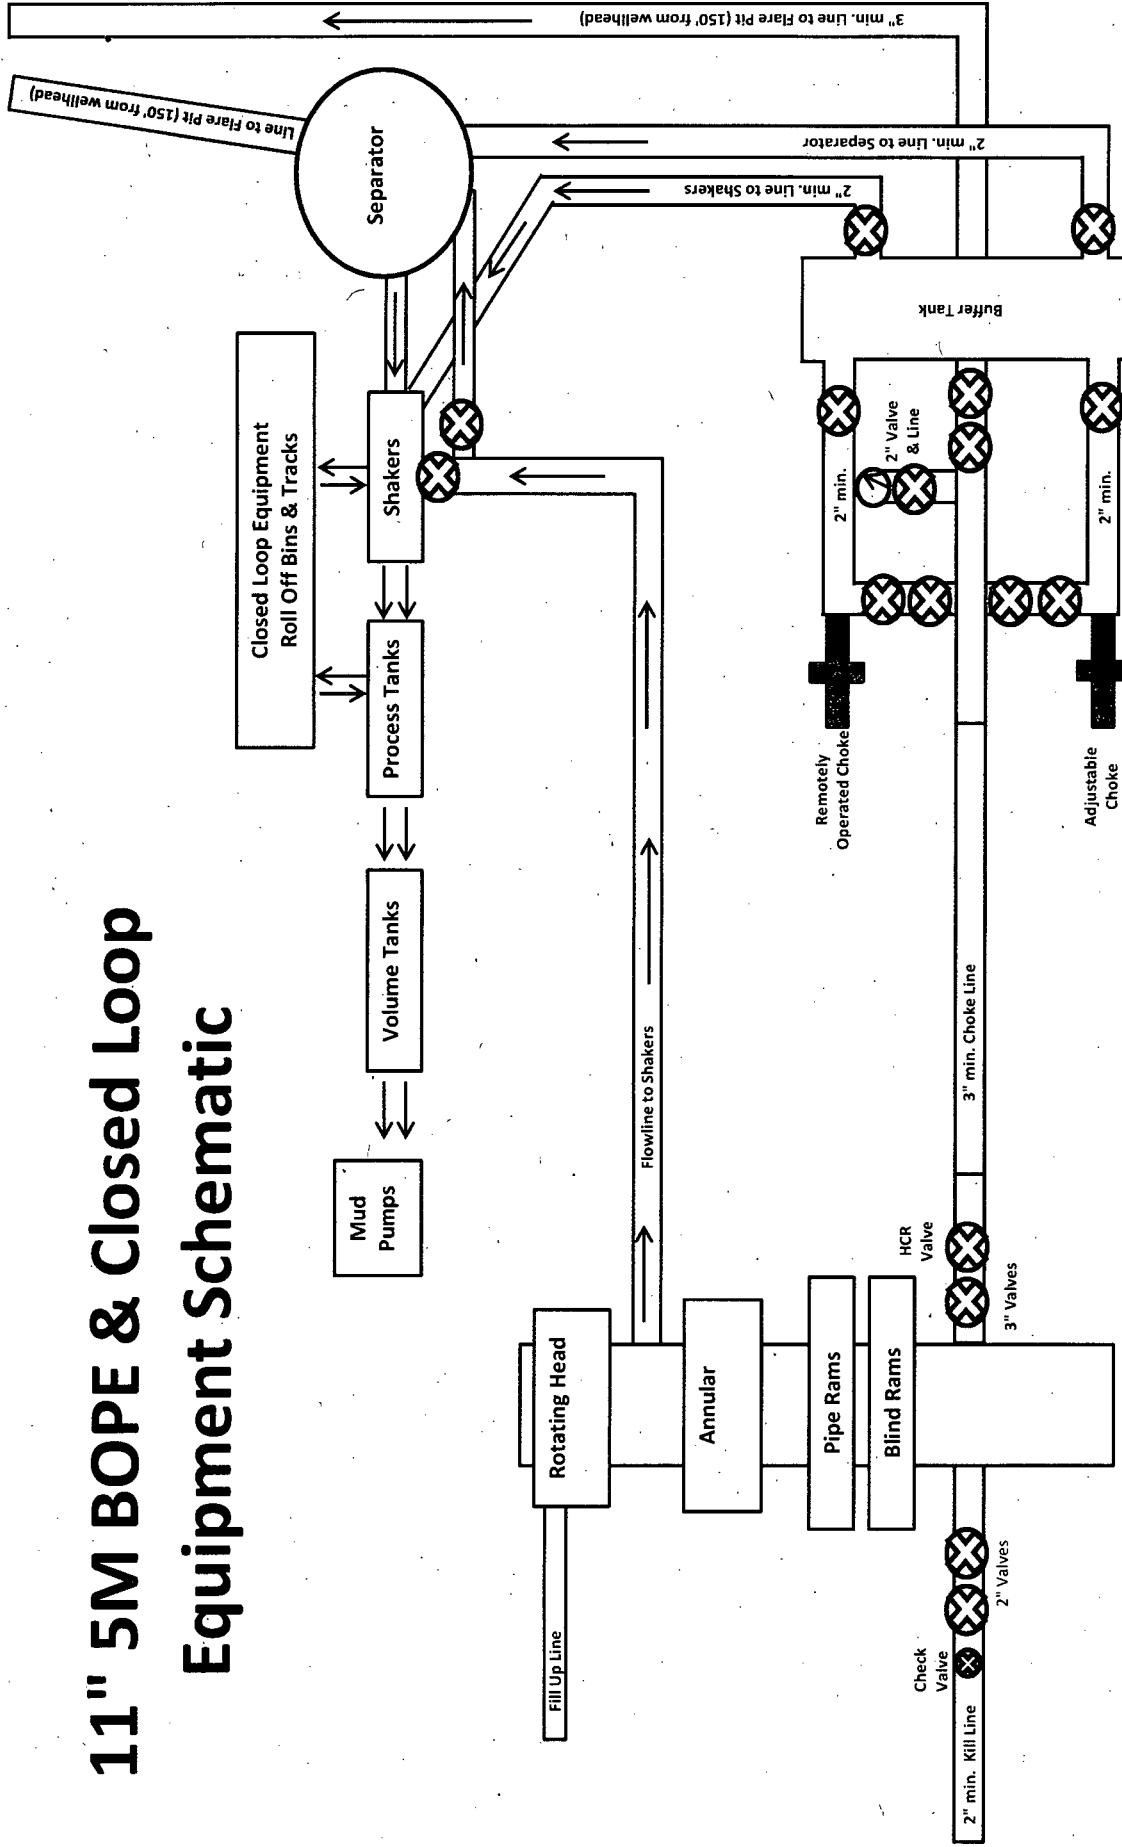 11" 5M BOPE & Closed Loop
Equipment Schematic
Fill Up Line
Rotating Head
Annular
Pipe Rams
Blind Rams
2" min. Kill Line
Check
Valve
2" Valves
3" Valves
HCR
Valve
3" min. Choke Line
Flowline to Shakers
Mud
Pumps
Volume Tanks
Process Tanks
Shakers
Closed Loop Equipment
Roll Off Bins & Tracks
Separator
Line to Flare Pit (150' from wellhead)
3" min. Line to Flare Pit (150' from wellhead)
2" min. Line to Separator
2" min. Line to Shakers
Buffer Tank
2" min.
2" Valve
& Line
2" min.
Remotely
Operated Choke
Adjustable
Choke